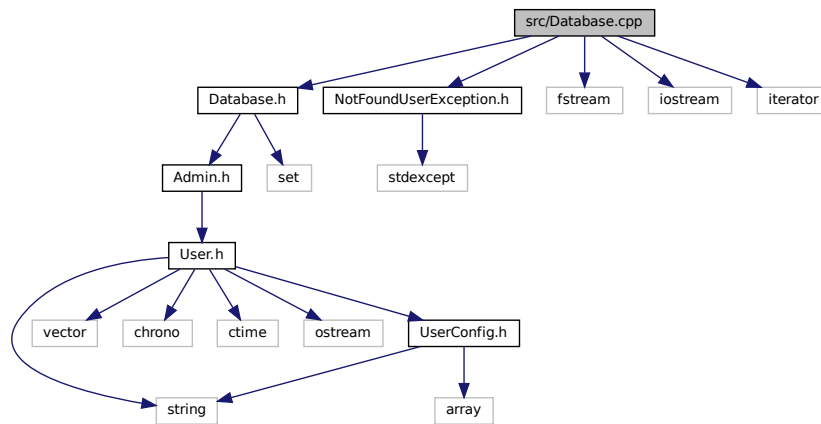 src/Database.cpp
Database.h
NotFoundUserException.h
fstream
iostream
iterator
Admin.h
set
stdexcept
User.h
vector
chrono
ctime
ostream
UserConfig.h
string
array